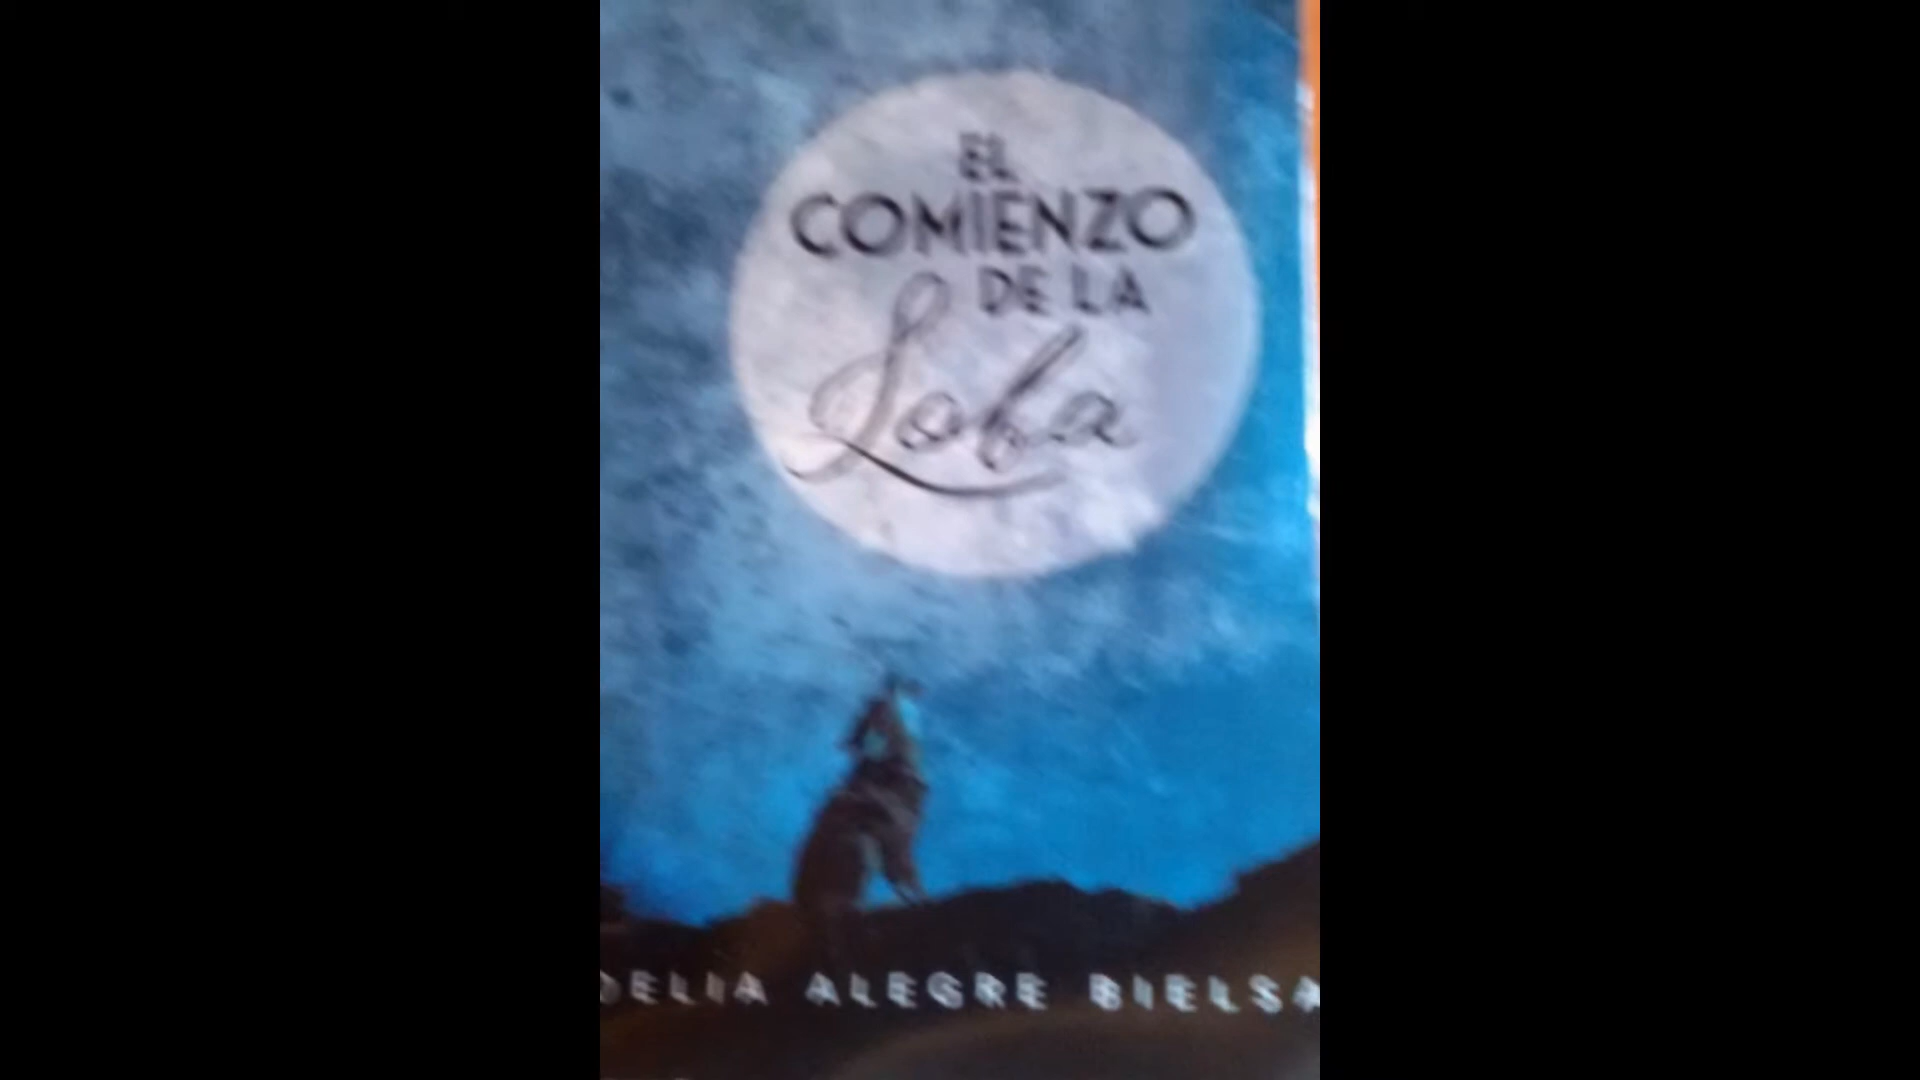 EL
COMIENZO
DE LA
Loba
DELIA ALEGRE BIELSA